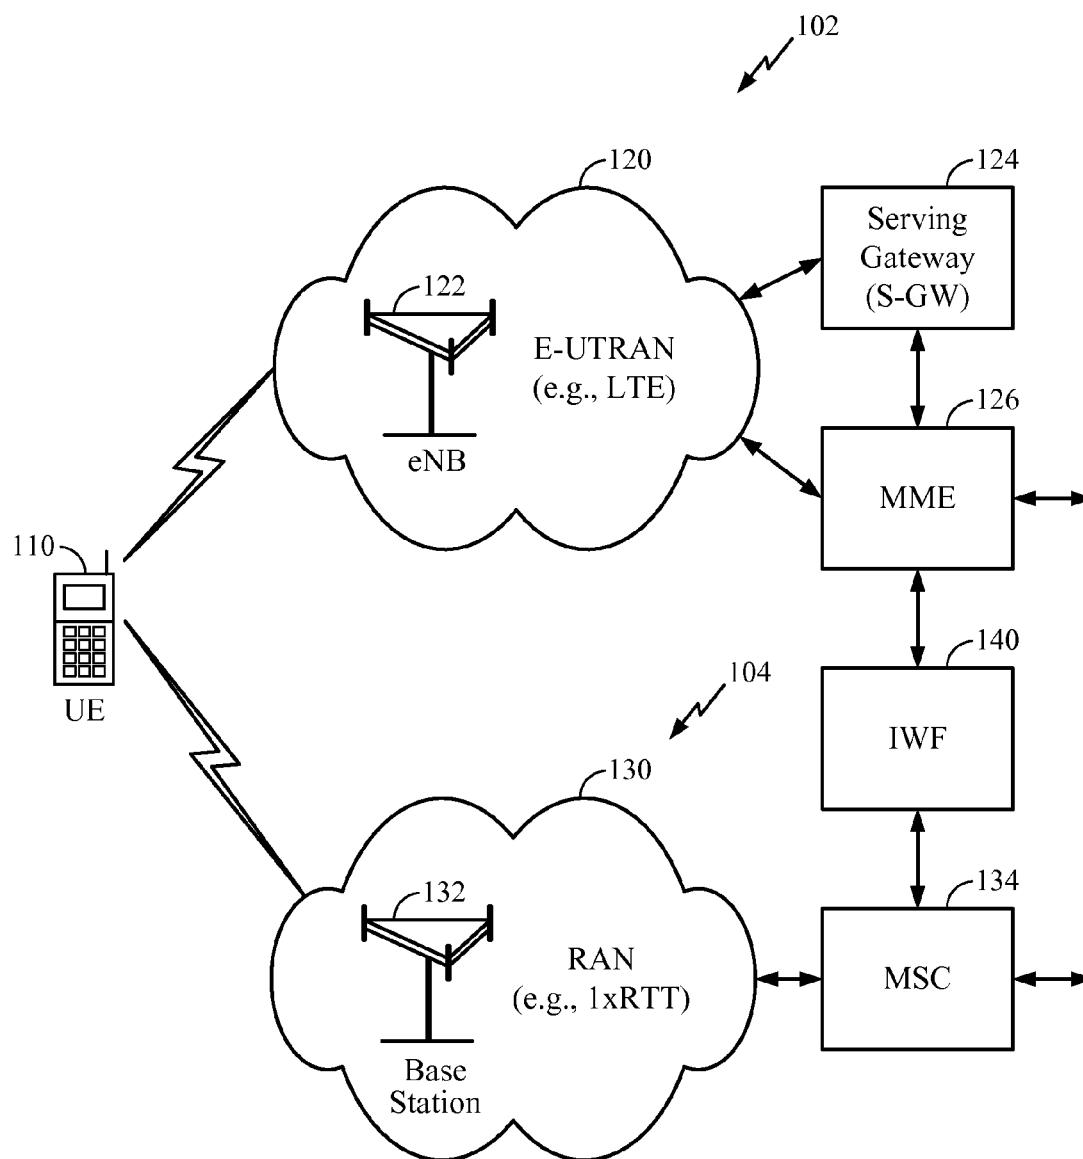 102
120
124
Serving
Gateway
(S-GW)
122
E-UTRAN
(e.g., LTE)
eNB
126
MME
110
UE
140
IWF
104
130
132
RAN
(e.g., 1xRTT)
Base
Station
134
MSC